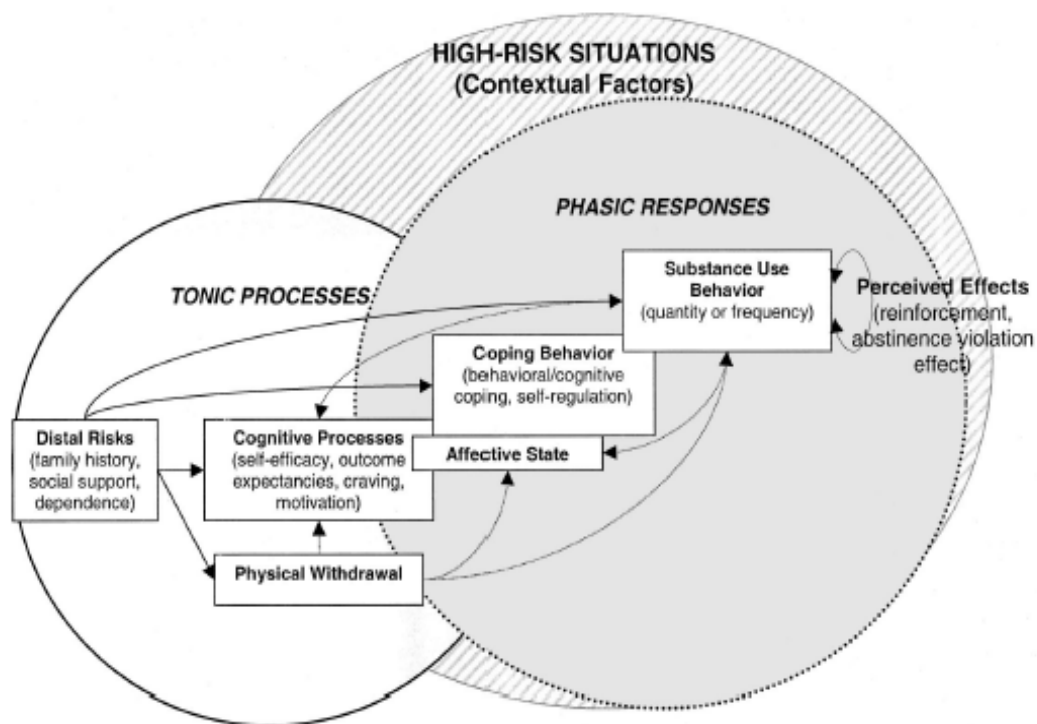 HIGH-RISK SITUATIONS
(Contextual Factors)
PHASIC RESPONSES
TONIC PROCESSES
Substance Use
Behavior
(quantity or frequency)
Perceived Effects
(reinforcement,
abstinence violation
effect)
Coping Behavior
(behavioral/cognitive
coping, self-regulation)
Distal Risks
(family history,
social support,
dependence)
Cognitive Processes
(self-efficacy, outcome
expectancies, craving,
motivation)
Affective State
Physical Withdrawal